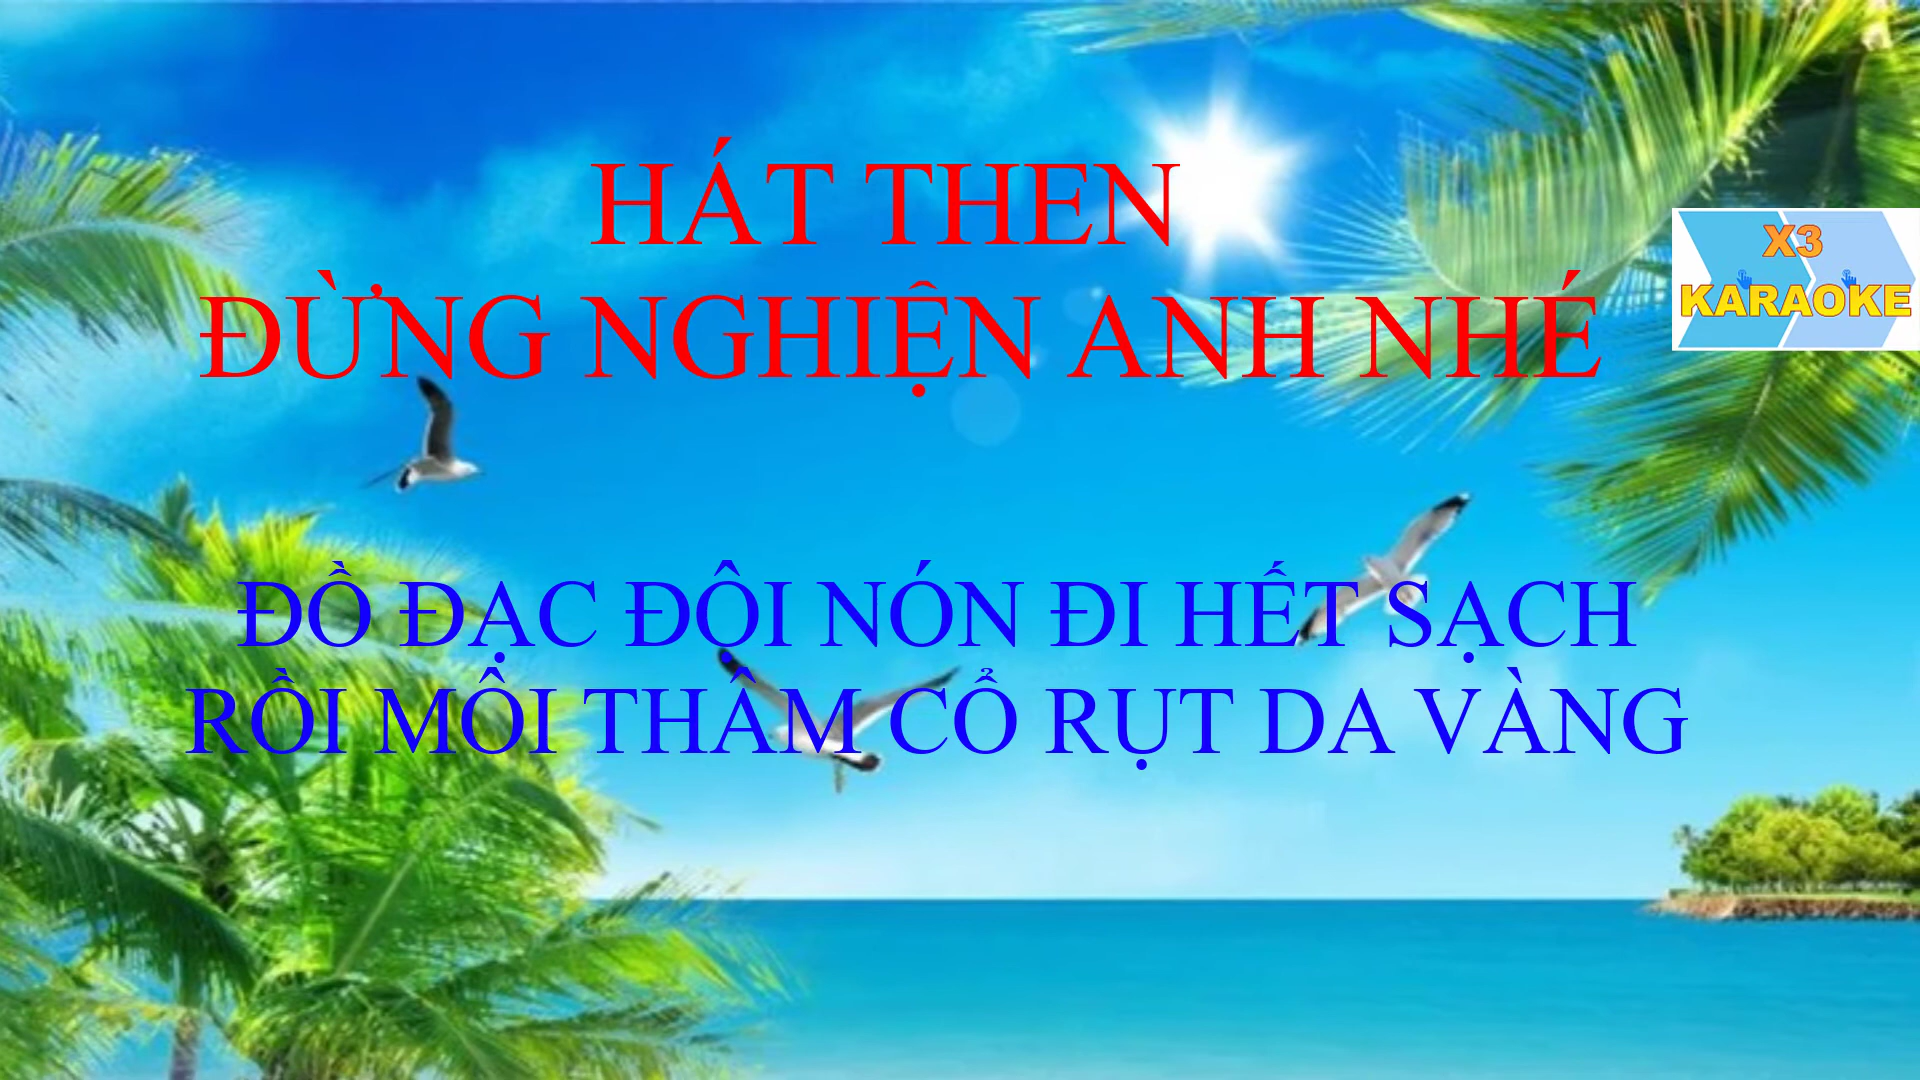 HÁT THEN
X3
KARAOKE
ĐỪNG NGHIỆN ANH NHÉ
ĐỒ ĐẠC ĐỘI NÓN ĐI HẾT SẠCH
RỒI MÔI THÂM CỔ RỤT DA VÀNG